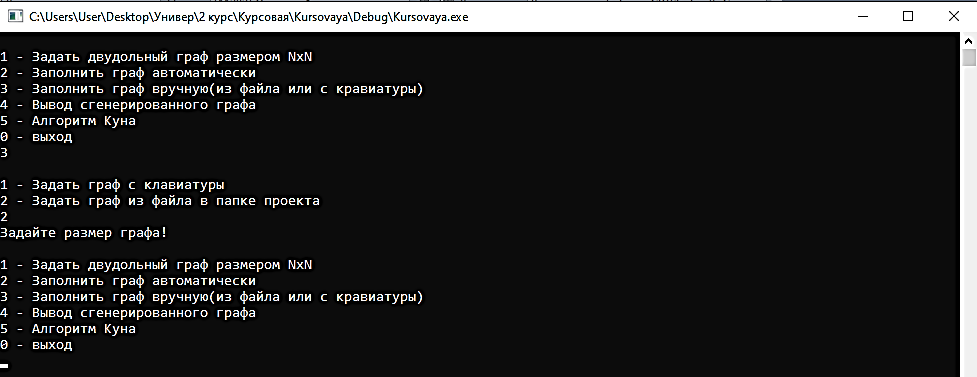 C:\Users\User\Desktop\Универ\2 курс\Курсовая\Kursovaya\Debug\Kursovaya.exe
1 - Задать двудольный граф размером NxN
2 - Заполнить граф автоматически
3 - Заполнить граф вручную(из файла или с кравиатуры)
4 - Вывод сгенерированного графа
5 - Алгоритм Куна
0 - выход
3
1 - Задать граф с клавиатуры
2 - Задать граф из файла в папке проекта
2
Задайте размер графа!
1 - Задать двудольный граф размером NxN
2 - Заполнить граф автоматически
3 - Заполнить граф вручную(из файла или с кравиатуры)
4 - Вывод сгенерированного графа
5 - Алгоритм Куна
0 - выход